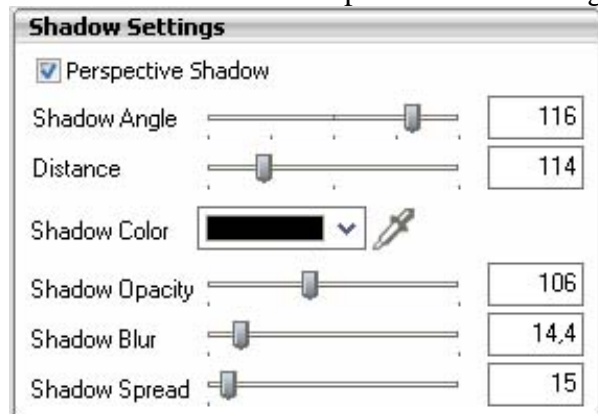 Shadow Settings
Perspective Shadow
Shadow Angle 116
Distance 114
Shadow Color
Shadow Opacity 106
Shadow Blur 14,4
Shadow Spread 15